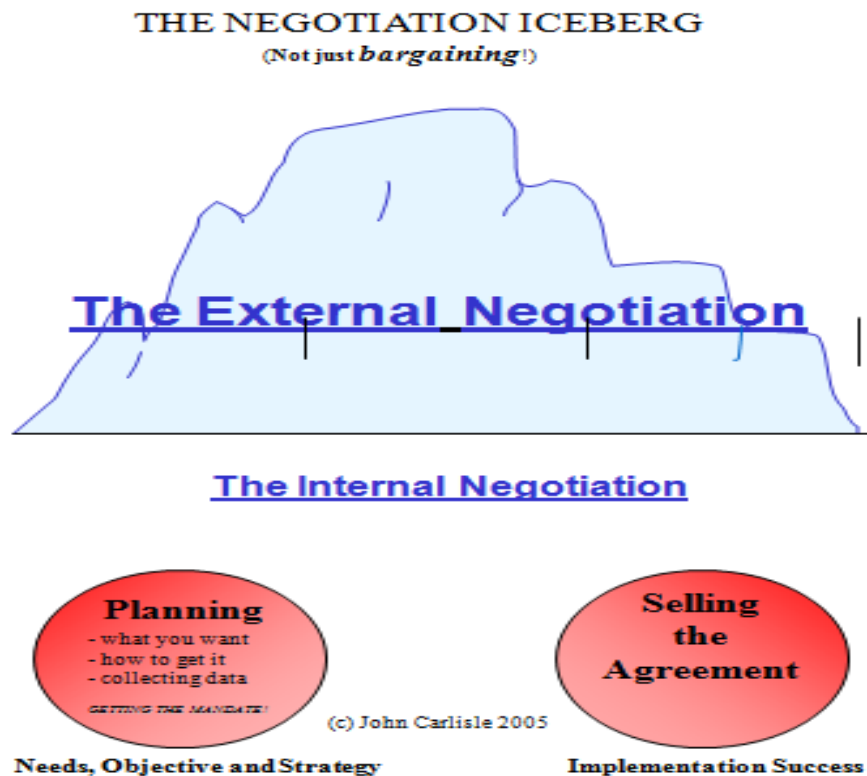 THE NEGOTIATION ICEBERG
(Not just bargaining!)
The External Negotiation
The Internal Negotiation
Planning
- what you want
- how to get it
- collecting data
GETTING THE MANDATE!
Selling
the
Agreement
(c) John Carlisle 2005
Needs, Objective and Strategy
Implementation Success